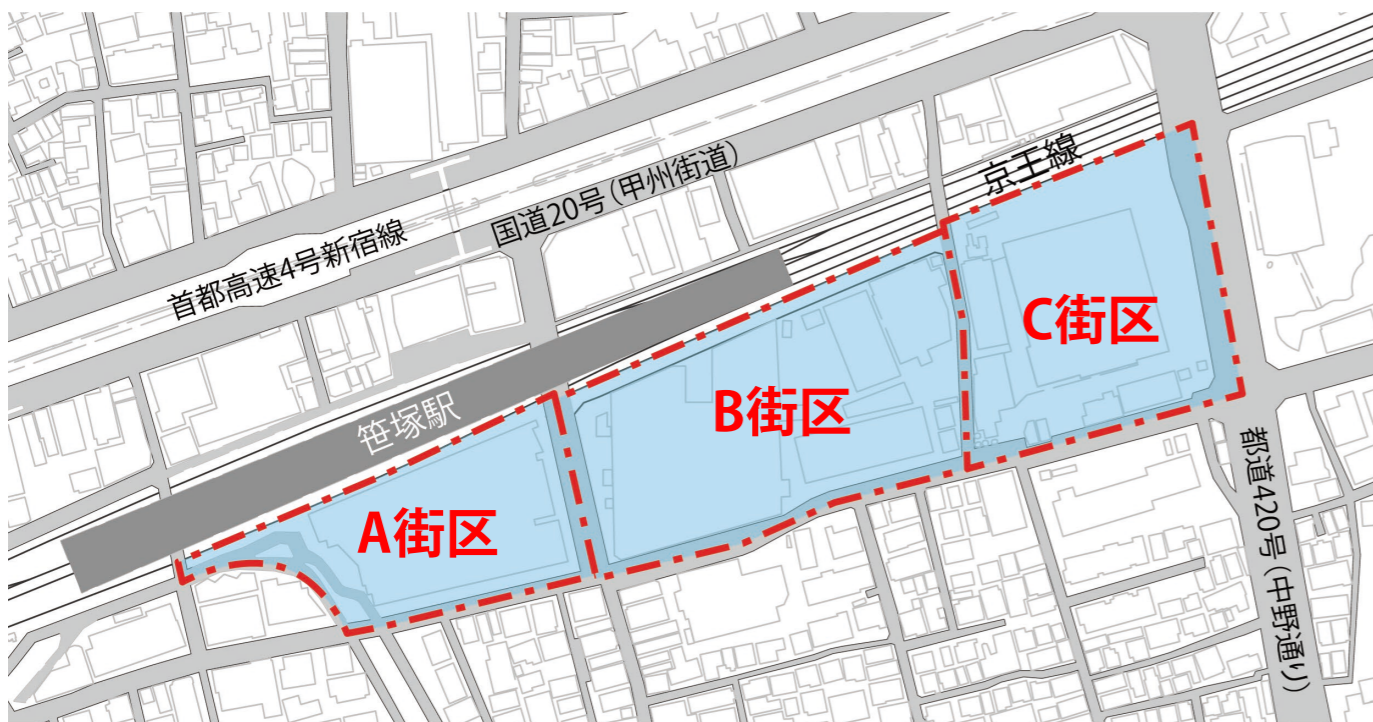 首都高速4号新宿線
国道20号（甲州街道）
京王線
笹塚駅
A街区
B街区
C街区
都道420号（中野通り）